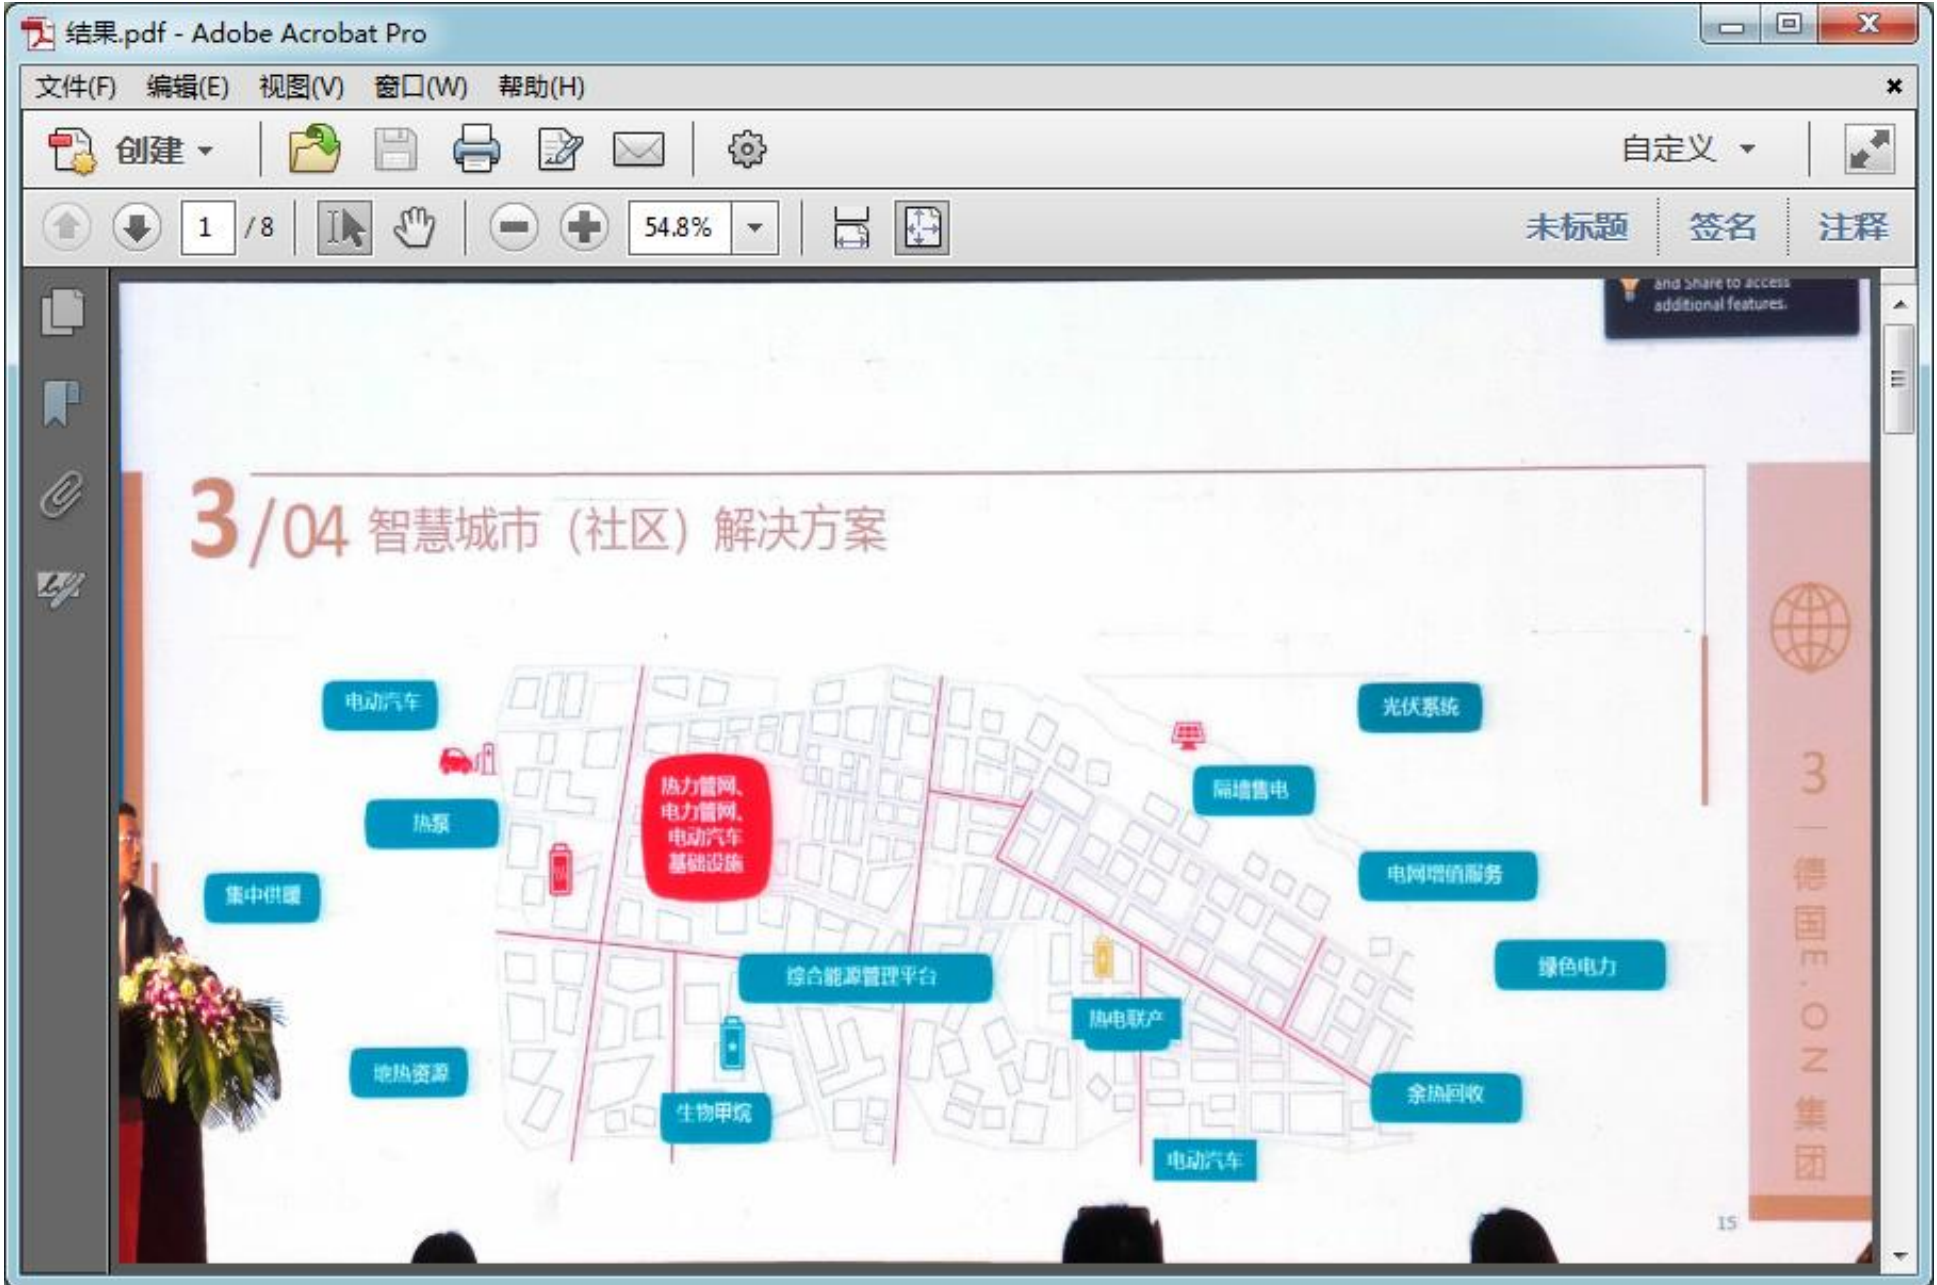 结果.pdf - Adobe Acrobat Pro
文件(F) 编辑(E) 视图(V) 窗口(W) 帮助(H)
创建
自定义
1 / 8
54.8%
未标题 签名 注释
and Share to access
additional features.
3/04 智慧城市（社区）解决方案
电动汽车
光伏系统
热力管网、
电力管网、
电动汽车
基础设施
隔墙售电
热泵
电网增值服务
集中供暖
综合能源管理平台
绿色电力
热电联产
地热资源
生物甲烷
余热回收
电动汽车
3 | 德国e.ON 集团
15